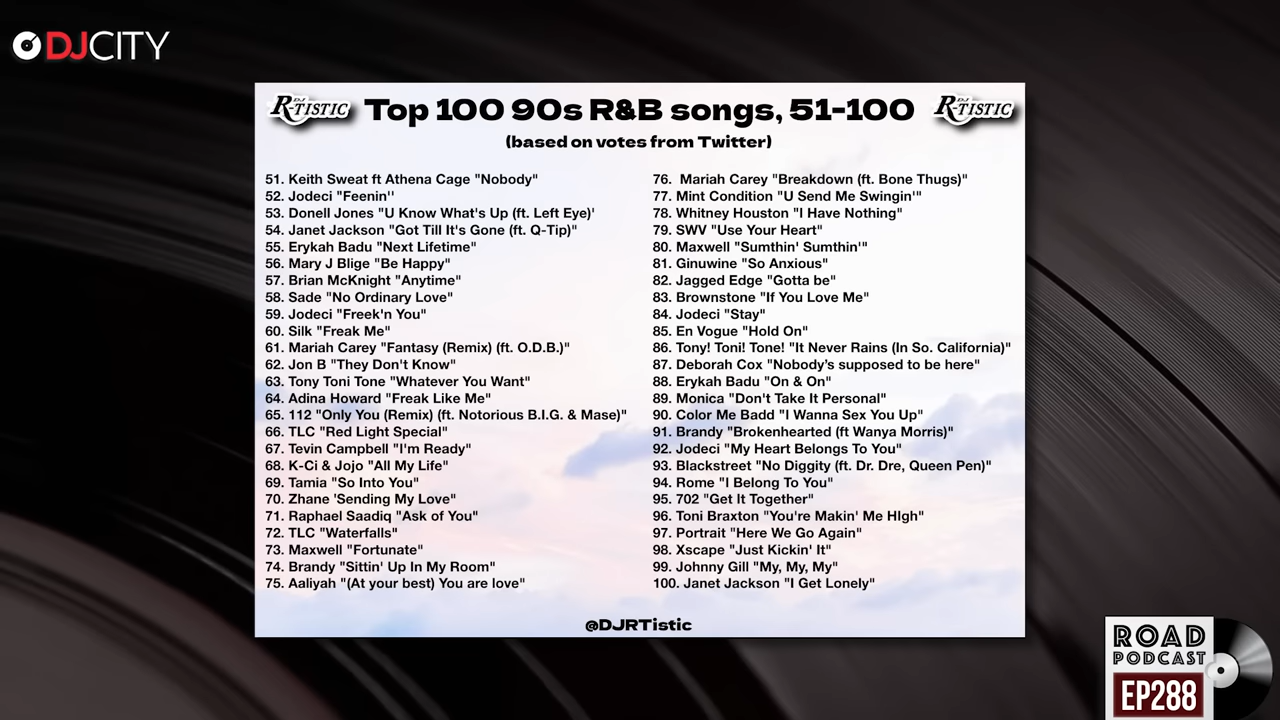 DJCITY
DJ R-TISTIC
Top 100 90s R&B songs, 51-100
DJ R-TISTIC
(based on votes from Twitter)
51. Keith Sweat ft Athena Cage "Nobody"
52. Jodeci "Feenin''
53. Donell Jones "U Know What's Up (ft. Left Eye)'
54. Janet Jackson "Got Till It's Gone (ft. Q-Tip)"
55. Erykah Badu "Next Lifetime"
56. Mary J Blige "Be Happy"
57. Brian McKnight "Anytime"
58. Sade "No Ordinary Love"
59. Jodeci "Freek'n You"
60. Silk "Freak Me"
61. Mariah Carey "Fantasy (Remix) (ft. O.D.B.)"
62. Jon B "They Don't Know"
63. Tony Toni Tone "Whatever You Want"
64. Adina Howard "Freak Like Me"
65. 112 "Only You (Remix) (ft. Notorious B.I.G. & Mase)"
66. TLC "Red Light Special"
67. Tevin Campbell "I'm Ready"
68. K-Ci & Jojo "All My Life"
69. Tamia "So Into You"
70. Zhane 'Sending My Love"
71. Raphael Saadiq "Ask of You"
72. TLC "Waterfalls"
73. Maxwell "Fortunate"
74. Brandy "Sittin' Up In My Room"
75. Aaliyah "(At your best) You are love"
76. Mariah Carey "Breakdown (ft. Bone Thugs)"
77. Mint Condition "U Send Me Swingin'"
78. Whitney Houston "I Have Nothing"
79. SWV "Use Your Heart"
80. Maxwell "Sumthin' Sumthin'"
81. Ginuwine "So Anxious"
82. Jagged Edge "Gotta be"
83. Brownstone "If You Love Me"
84. Jodeci "Stay"
85. En Vogue "Hold On"
86. Tony! Toni! Tone! "It Never Rains (In So. California)"
87. Deborah Cox "Nobody’s supposed to be here"
88. Erykah Badu "On & On"
89. Monica "Don't Take It Personal"
90. Color Me Badd "I Wanna Sex You Up"
91. Brandy "Brokenhearted (ft Wanya Morris)"
92. Jodeci "My Heart Belongs To You"
93. Blackstreet "No Diggity (ft. Dr. Dre, Queen Pen)"
94. Rome "I Belong To You"
95. 702 "Get It Together"
96. Toni Braxton "You're Makin' Me HIgh"
97. Portrait "Here We Go Again"
98. Xscape "Just Kickin' It"
99. Johnny Gill "My, My, My"
100. Janet Jackson "I Get Lonely"
@DJRTistic
ROAD
PODCAST
EP288